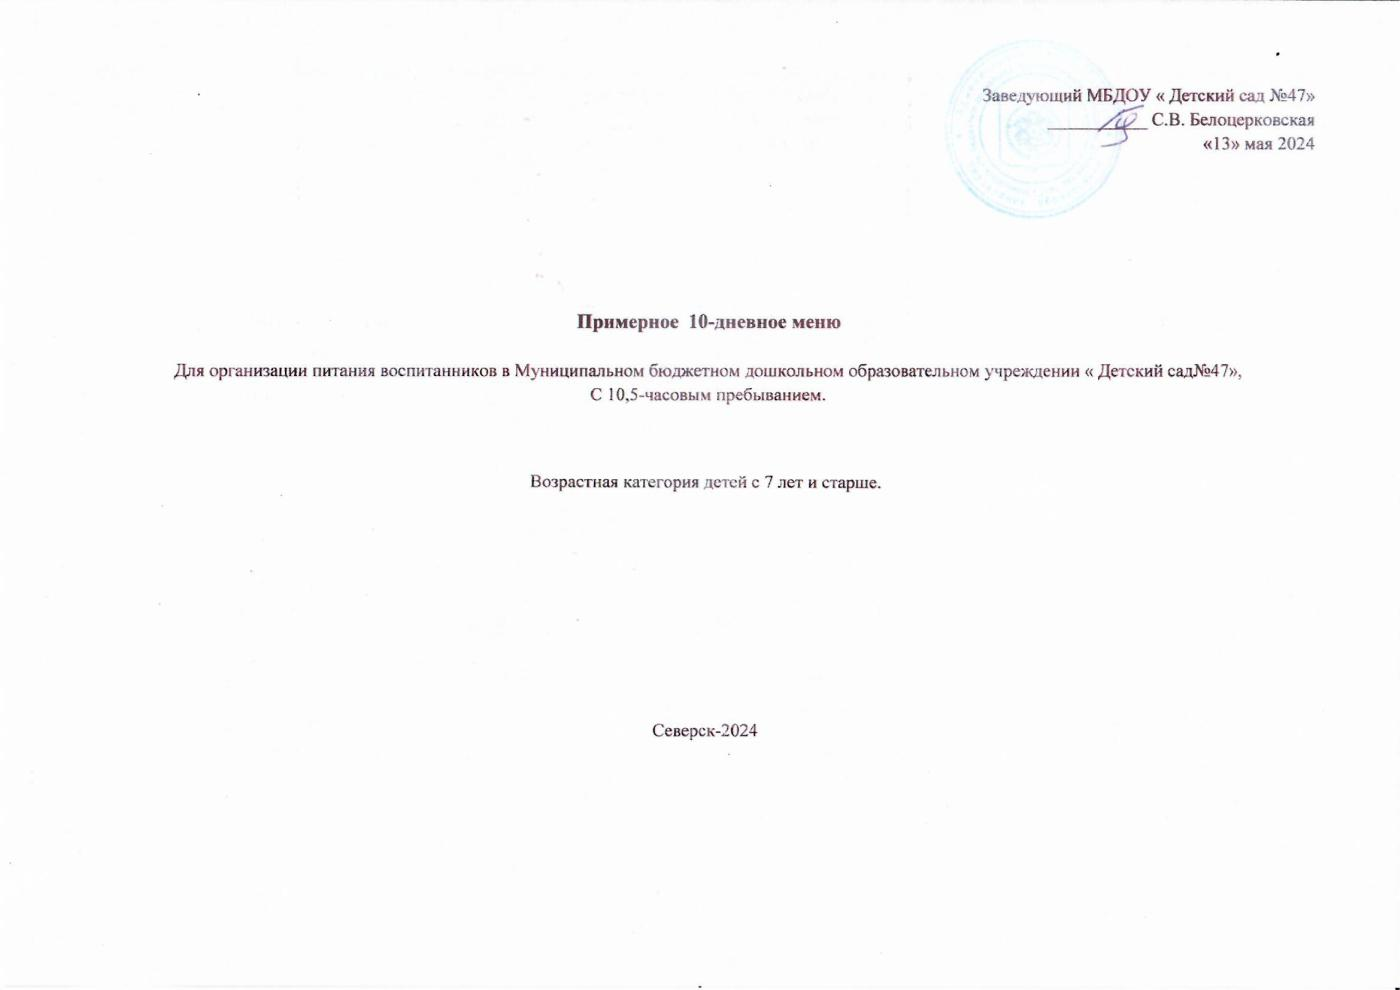 Заведующий МБДОУ « Детский сад №47»
____________ С.В. Белоцерковская
«13» мая 2024
Примерное 10-дневное меню
Для организации питания воспитанников в Муниципальном бюджетном дошкольном образовательном учреждении « Детский сад№47»,
С 10,5-часовым пребыванием.
Возрастная категория детей с 7 лет и старше.
Северск-2024